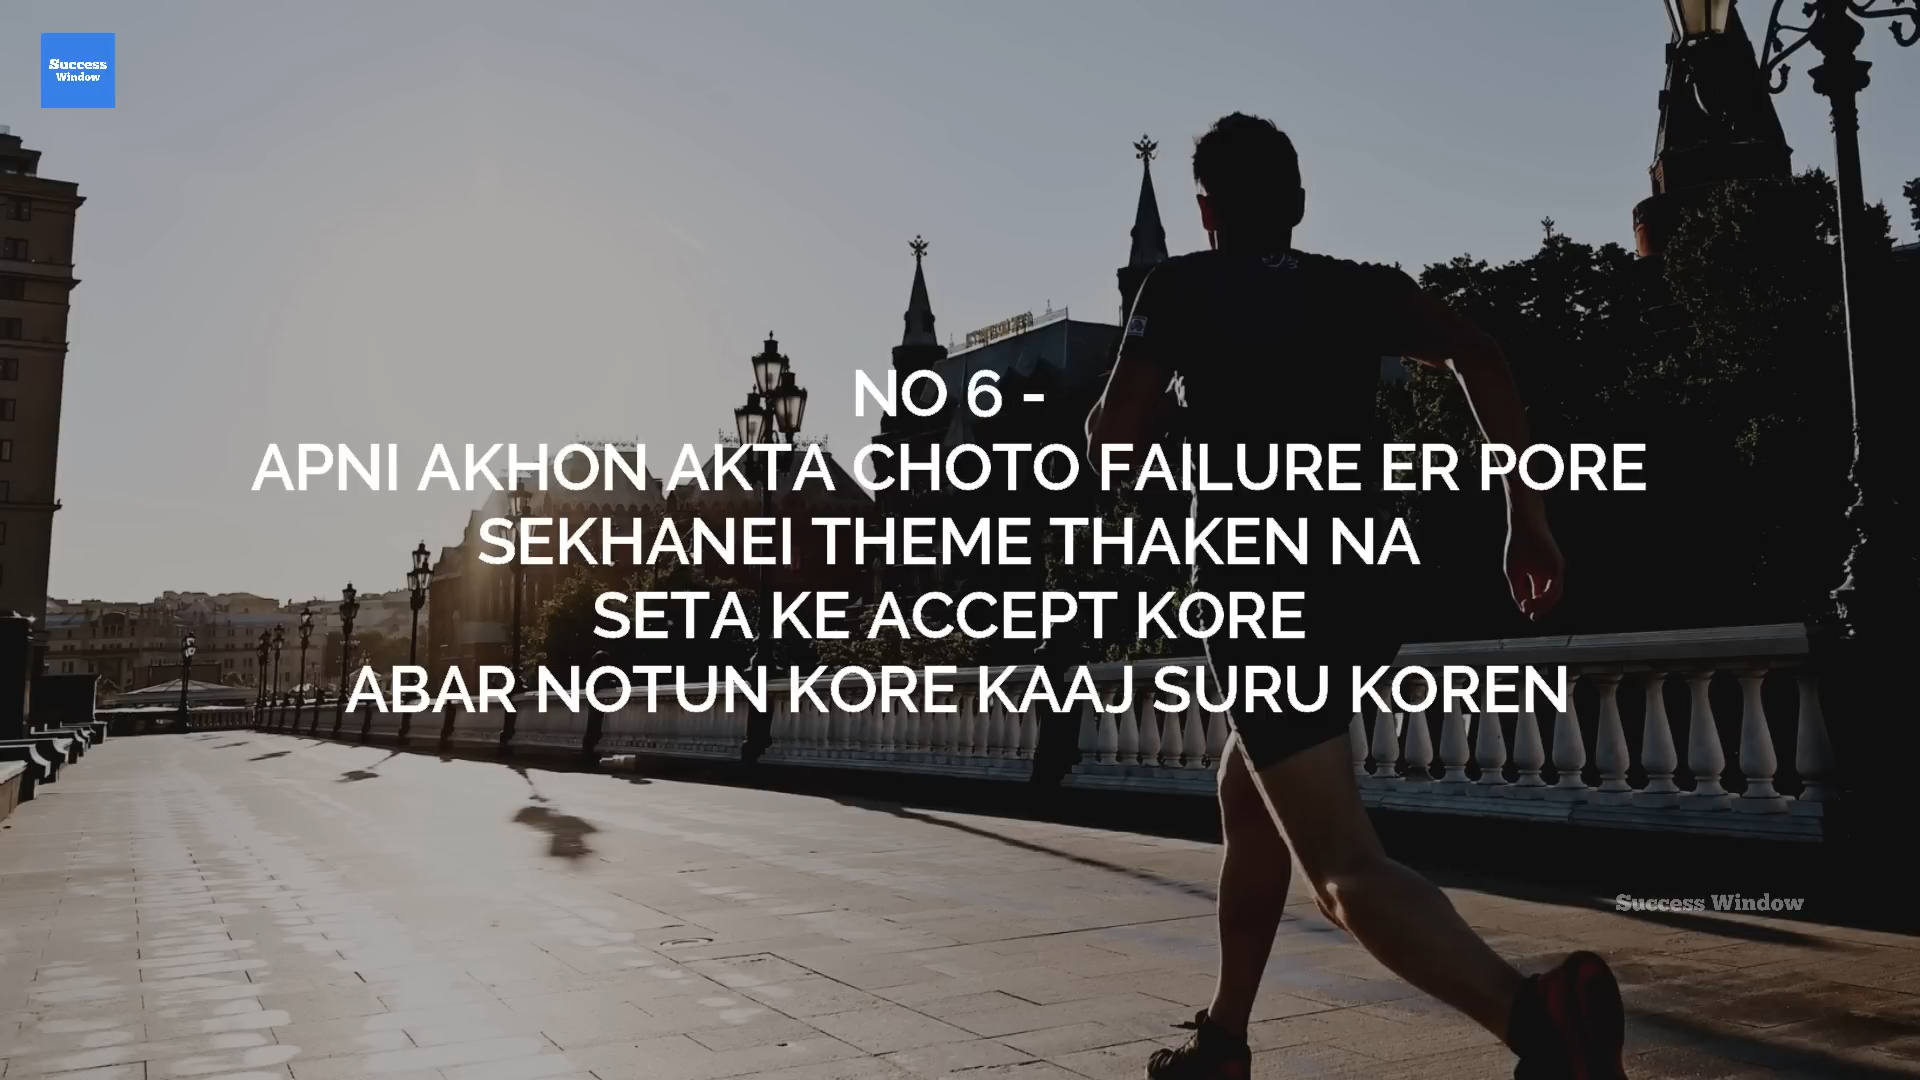 Success
Window
NO 6 -
APNI AKHON AKTA CHOTO FAILURE ER PORE
SEKHANEI THEME THAKEN NA
SETA KE ACCEPT KORE
ABAR NOTUN KORE KAAJ SURU KOREN
Success Window